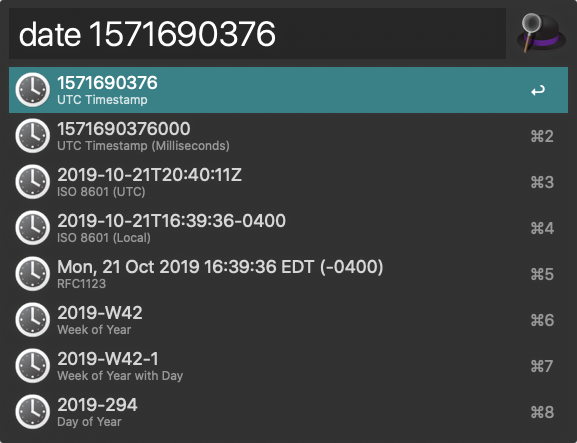 date 1571690376
1571690376
UTC Timestamp
↩
1571690376000
UTC Timestamp (Milliseconds)
⌘2
2019-10-21T20:40:11Z
ISO 8601 (UTC)
⌘3
2019-10-21T16:39:36-0400
ISO 8601 (Local)
⌘4
Mon, 21 Oct 2019 16:39:36 EDT (-0400)
RFC1123
⌘5
2019-W42
Week of Year
⌘6
2019-W42-1
Week of Year with Day
⌘7
2019-294
Day of Year
⌘8